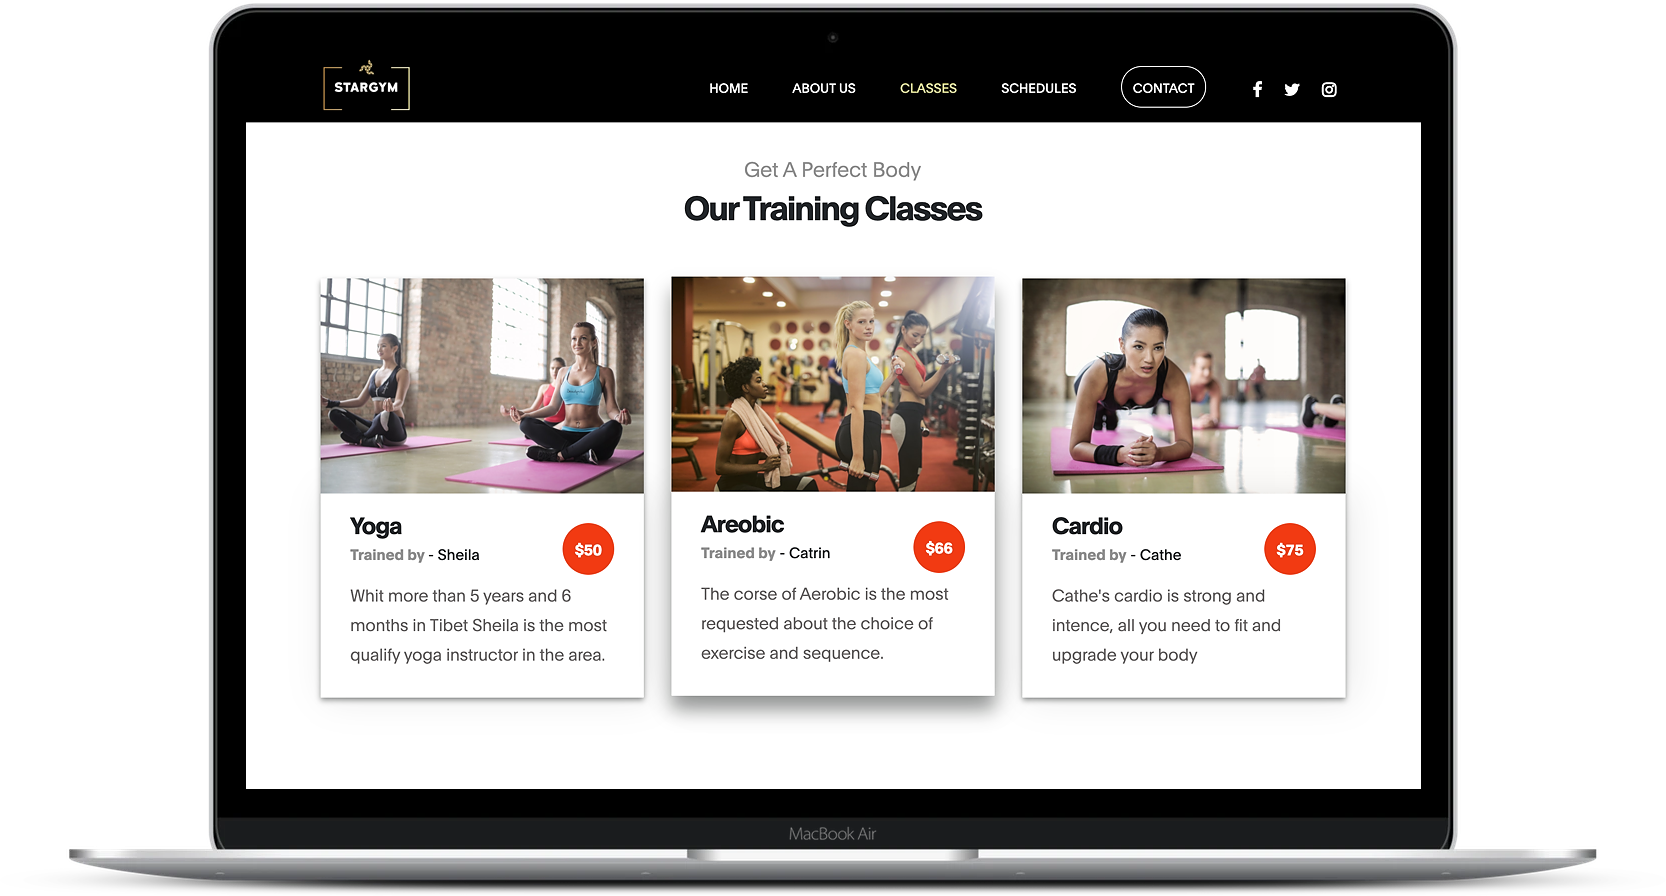 STARGYM
HOME ABOUT US CLASSES SCHEDULES CONTACT
Get A Perfect Body
Our Training Classes
Yoga
Trained by - Sheila
$50
Whit more than 5 years and 6
months in Tibet Sheila is the most
qualify yoga instructor in the area.
Areobic
Trained by - Catrin
$66
The corse of Aerobic is the most
requested about the choice of
exercise and sequence.
Cardio
Trained by - Cathe
$75
Cathe's cardio is strong and
intence, all you need to fit and
upgrade your body
MacBook Air